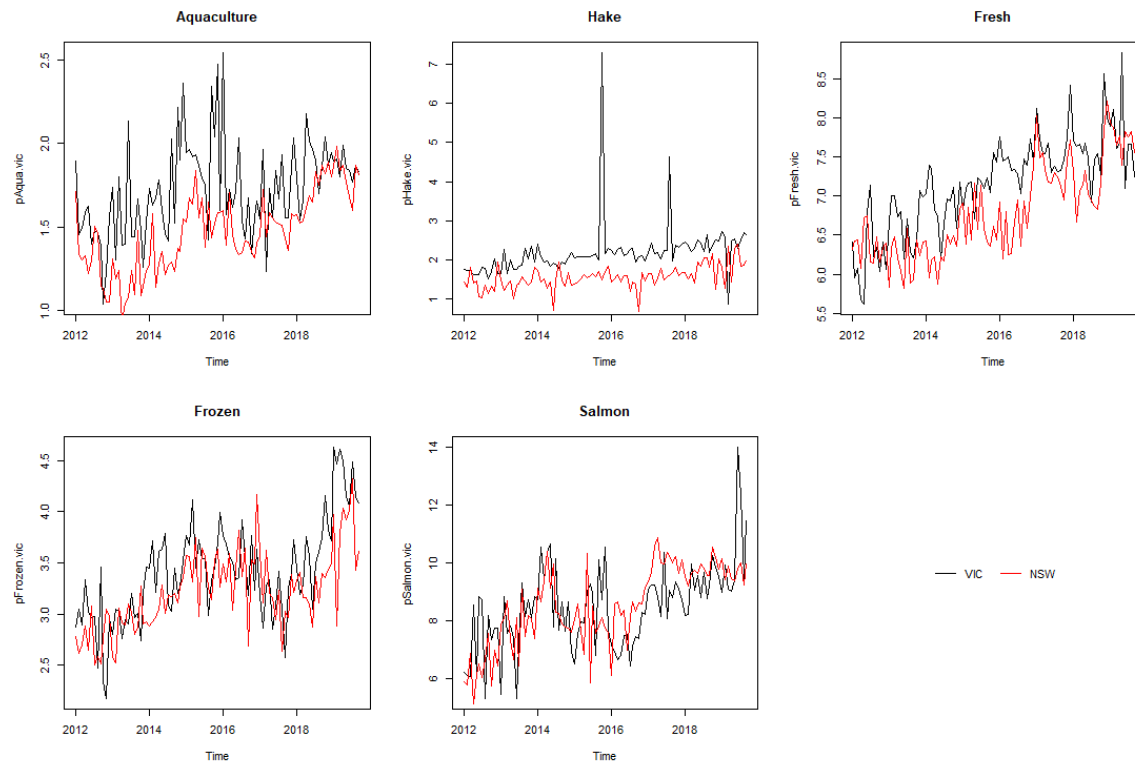 Aquaculture
pAqua.vic
2.5
2.0
1.5
1.0
2012 2014 2016 2018
Time
Hake
pHake.vic
7
6
5
4
3
2
1
2012 2014 2016 2018
Time
Fresh
pFresh.vic
8.5
8.0
7.5
7.0
6.5
6.0
5.5
2012 2014 2016 2018
Time
Frozen
pFrozen.vic
4.5
4.0
3.5
3.0
2.5
2012 2014 2016 2018
Time
Salmon
pSalmon.vic
14
12
10
8
6
2012 2014 2016 2018
Time
VIC NSW